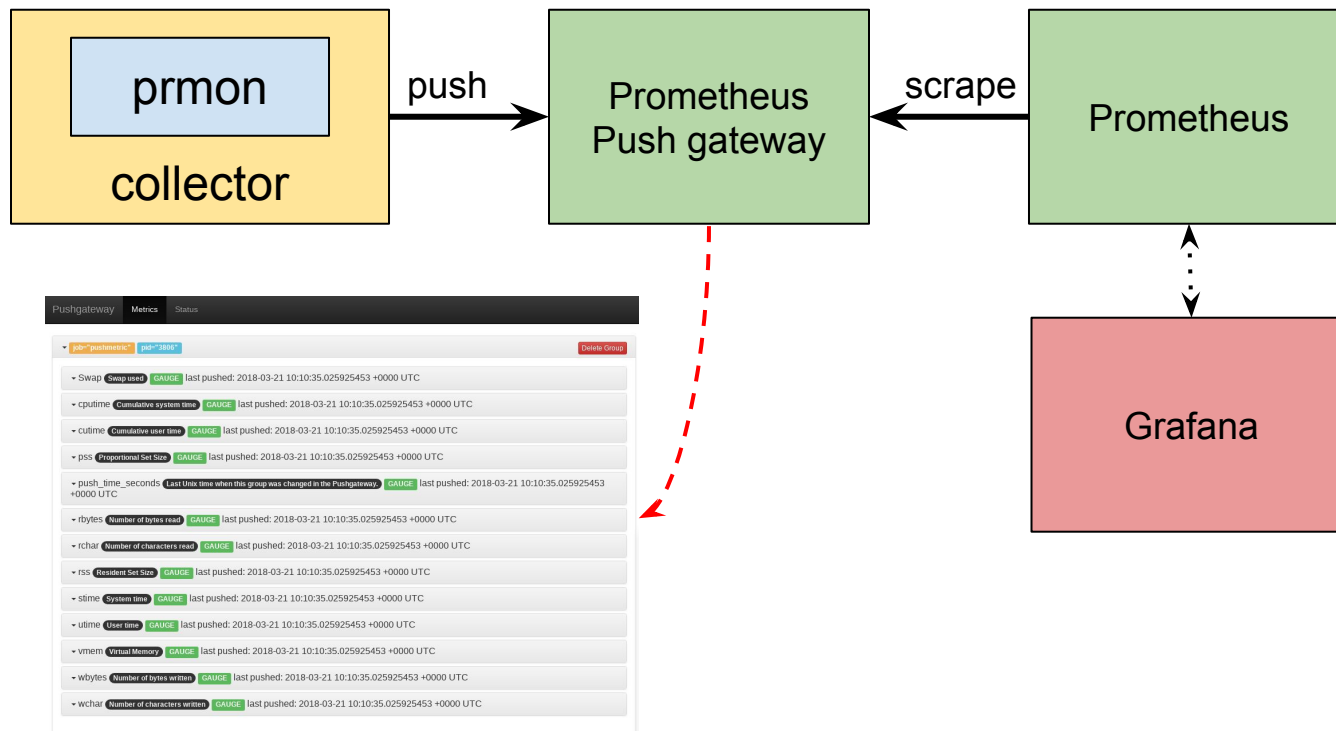 prmon
collector
push
Prometheus
Push gateway
scrape
Prometheus
Grafana
Pushgateway Metrics Status
job="pushmetric" pid="3806" Delete Group
Swap Swap used GAUGE last pushed: 2018-03-21 10:10:35.025925453 +0000 UTC
cputime Cumulative system time GAUGE last pushed: 2018-03-21 10:10:35.025925453 +0000 UTC
cutime Cumulative user time GAUGE last pushed: 2018-03-21 10:10:35.025925453 +0000 UTC
pss Proportional Set Size GAUGE last pushed: 2018-03-21 10:10:35.025925453 +0000 UTC
push_time_seconds Last Unix time when this group was changed in the Pushgateway. GAUGE last pushed: 2018-03-21 10:10:35.025925453
+0000 UTC
rbytes Number of bytes read GAUGE last pushed: 2018-03-21 10:10:35.025925453 +0000 UTC
rchar Number of characters read GAUGE last pushed: 2018-03-21 10:10:35.025925453 +0000 UTC
rss Resident Set Size GAUGE last pushed: 2018-03-21 10:10:35.025925453 +0000 UTC
stime System time GAUGE last pushed: 2018-03-21 10:10:35.025925453 +0000 UTC
utime User time GAUGE last pushed: 2018-03-21 10:10:35.025925453 +0000 UTC
vmem Virtual Memory GAUGE last pushed: 2018-03-21 10:10:35.025925453 +0000 UTC
wbytes Number of bytes written GAUGE last pushed: 2018-03-21 10:10:35.025925453 +0000 UTC
wchar Number of characters written GAUGE last pushed: 2018-03-21 10:10:35.025925453 +0000 UTC